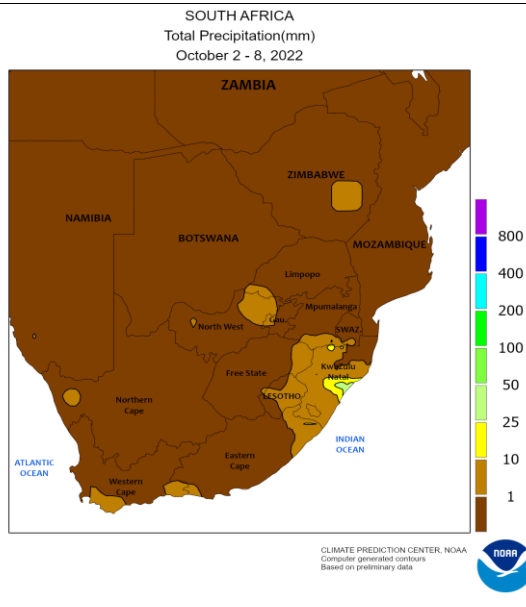 SOUTH AFRICA
Total Precipitation(mm)
October 2 - 8, 2022
ZAMBIA
ZIMBABWE
NAMIBIA
BOTSWANA
MOZAMBIQUE
Limpopo
Mpumalanga
Gau.
North West
SWAZ.
KwaZulu
Natal
Free State
LESOTHO
Northern
Cape
Eastern
Cape
Western
Cape
ATLANTIC
OCEAN
INDIAN
OCEAN
800
400
200
100
50
25
10
1
CLIMATE PREDICTION CENTER, NOAA
Computer generated contours
Based on preliminary data
NOAA